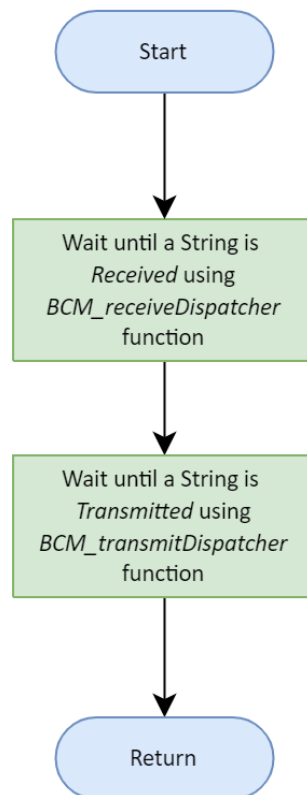 Start
Wait until a String is
Received using
BCM_receiveDispatcher
function
Wait until a String is
Transmitted using
BCM_transmitDispatcher
function
Return